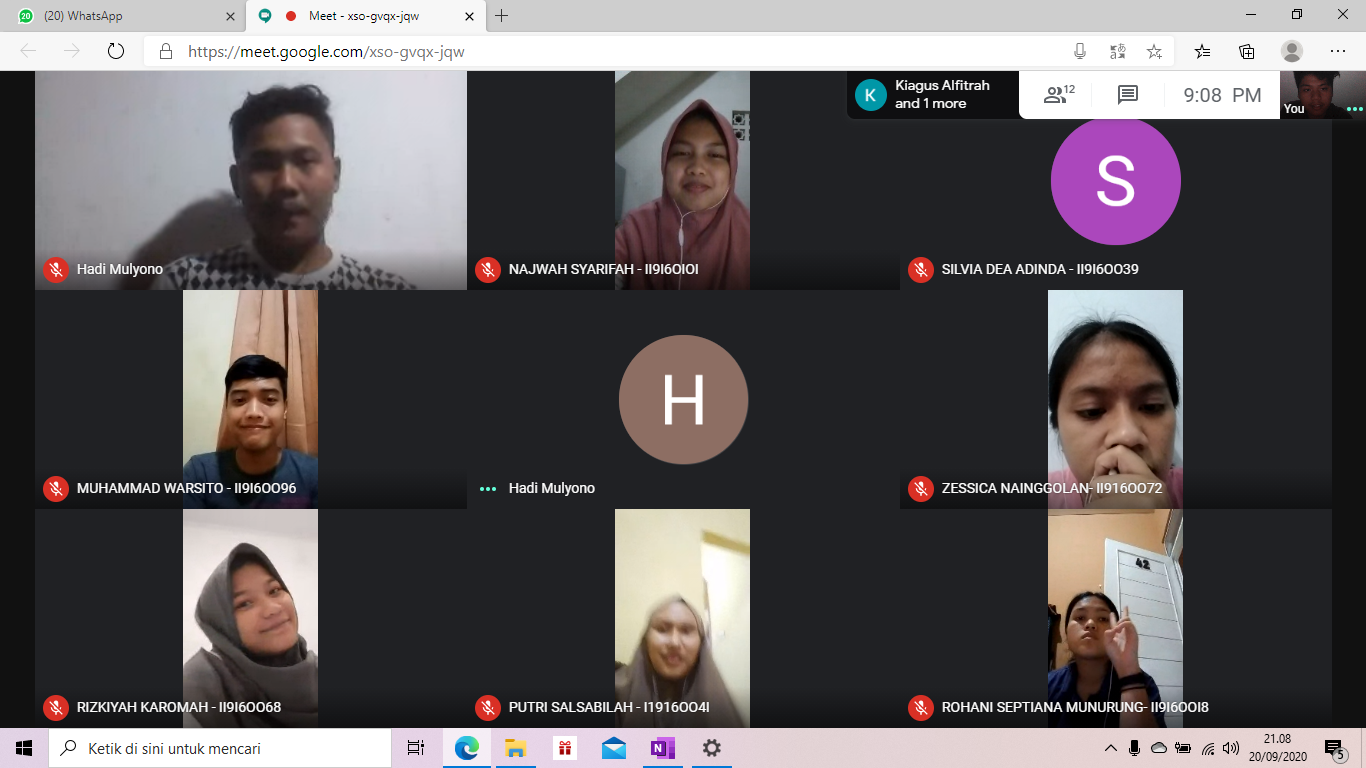 20
(20) WhatsApp
Meet - xso-gvqx-jqw
https://meet.google.com/xso-gvqx-jqw
K
Kiagus Alfitrah
and 1 more
12
9:08 PM
You
Hadi Mulyono
NAJWAH SYARIFAH - II9I6OIOI
S
SILVIA DEA ADINDA - II9I6OO39
MUHAMMAD WARSITO - II9I6OO96
H
Hadi Mulyono
ZESSICA NAINGGOLAN- II916OO72
RIZKIYAH KAROMAH - II9I6OO68
PUTRI SALSABILAH - I1916OO4I
42
ROHANI SEPTIANA MUNURUNG- II9I6OOI8
Ketik di sini untuk mencari
N
21.08
20/09/2020
5